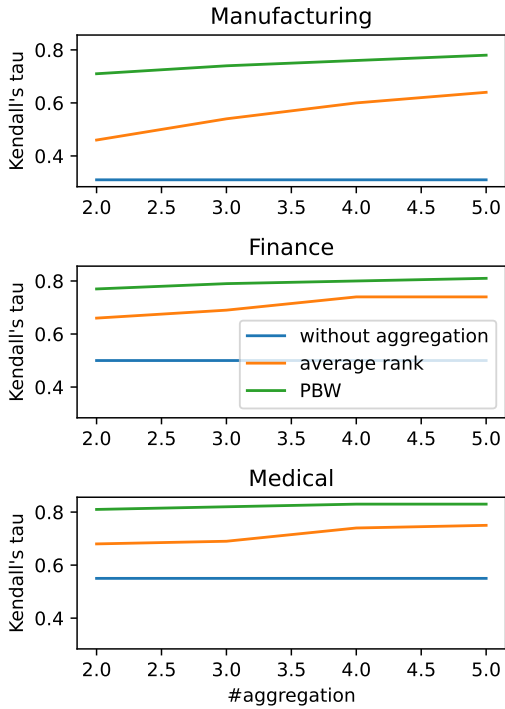 Manufacturing
Kendall's tau
0.8
0.6
0.4
2.0 2.5 3.0 3.5 4.0 4.5 5.0
Finance
Kendall's tau
0.8
0.6
0.4
without aggregation
average rank
PBW
2.0 2.5 3.0 3.5 4.0 4.5 5.0
Medical
Kendall's tau
0.8
0.6
0.4
2.0 2.5 3.0 3.5 4.0 4.5 5.0
#aggregation